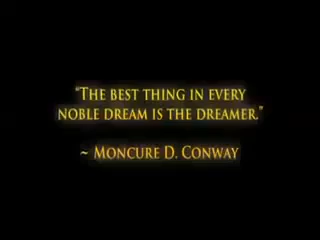 “The best thing in every
noble dream is the dreamer.”
~ Moncure D. Conway